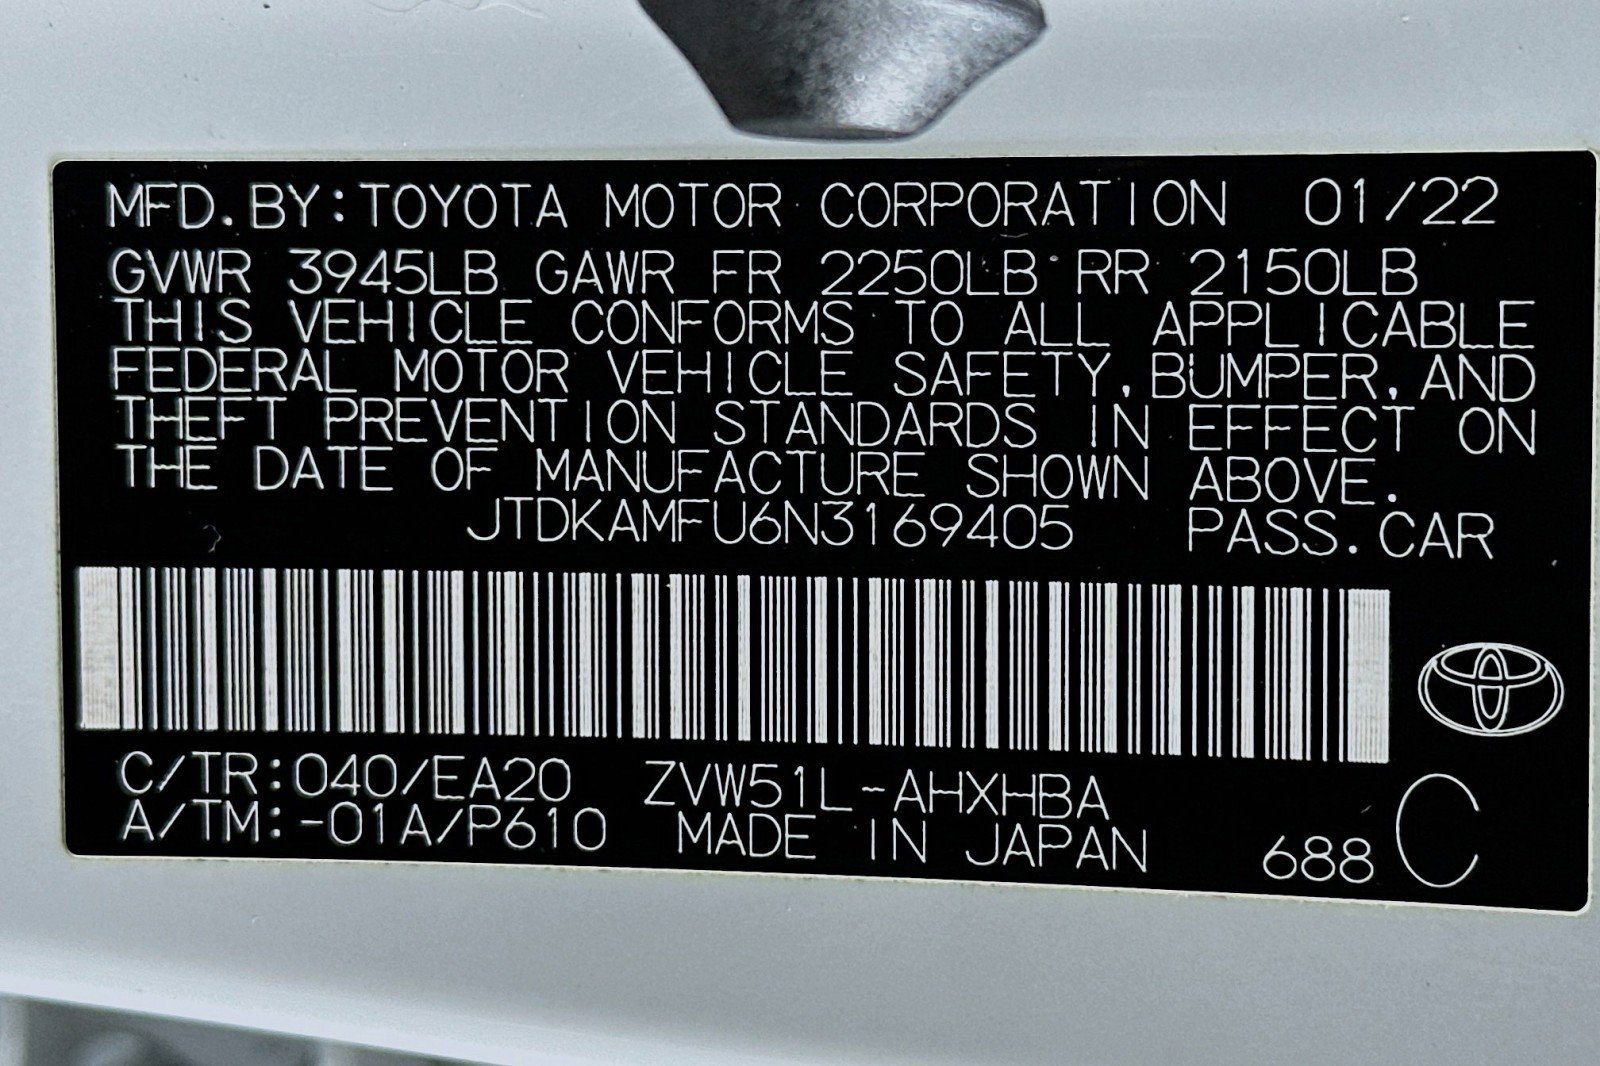 MFD. BY: TOYOTA MOTOR CORPORATION 01/22
GVWR 3945LB GAWR FR 2250LB RR 2150LB
THIS VEHICLE CONFORMS TO ALL APPLICABLE
FEDERAL MOTOR VEHICLE SAFETY, BUMPER, AND
THEFT PREVENTION STANDARDS IN EFFECT ON
THE DATE OF MANUFACTURE SHOWN ABOVE.
JTDKAMFU6N3169405 PASS. CAR
C/TR: 040/EA20 ZVW51L-AHXHBA
A/TM: -01A/P610 MADE IN JAPAN 688 C